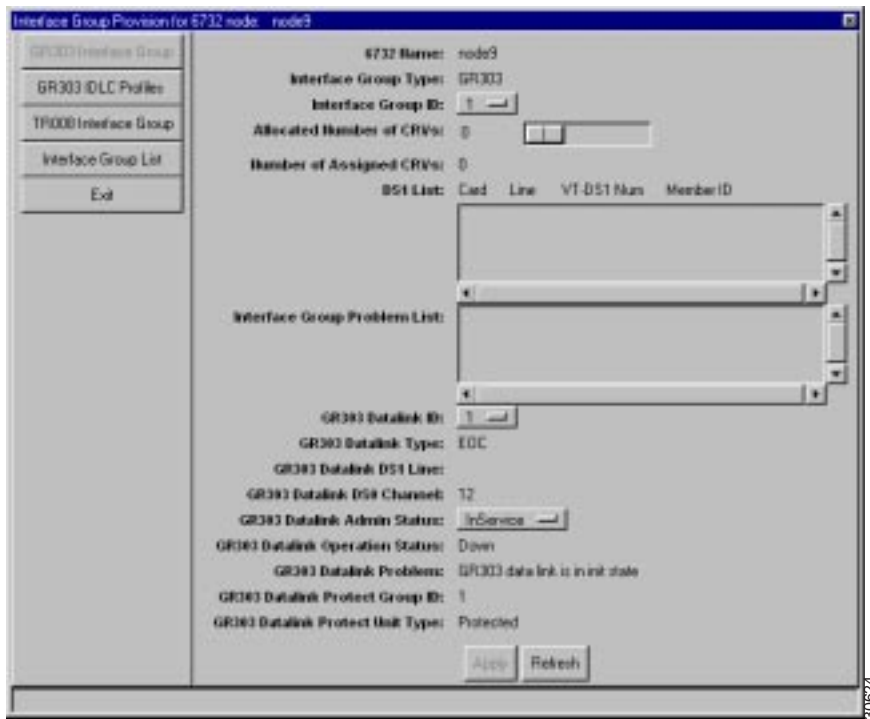 Interface Group Provision for 6732 node: node9
GR303 Interface Group
GR303 IDLC Profiles
TR008 Interface Group
Interface Group List
Exit
6732 Name: node9
Interface Group Type: GR303
Interface Group ID: 1
Allocated Number of CRVs: 0
Number of Assigned CRVs: 0
DS1 List: Card Line VT-DS1 Num Member ID
Interface Group Problem List:
GR303 Datalink ID: 1
GR303 Datalink Type: EOC
GR303 Datalink DS1 Line:
GR303 Datalink DS0 Channel: 12
GR303 Datalink Admin Status: InService
GR303 Datalink Operation Status: Down
GR303 Datalink Problem: GR303 data link is in init state
GR303 Datalink Protect Group ID: 1
GR303 Datalink Protect Unit Type: Protected
Apply Refresh